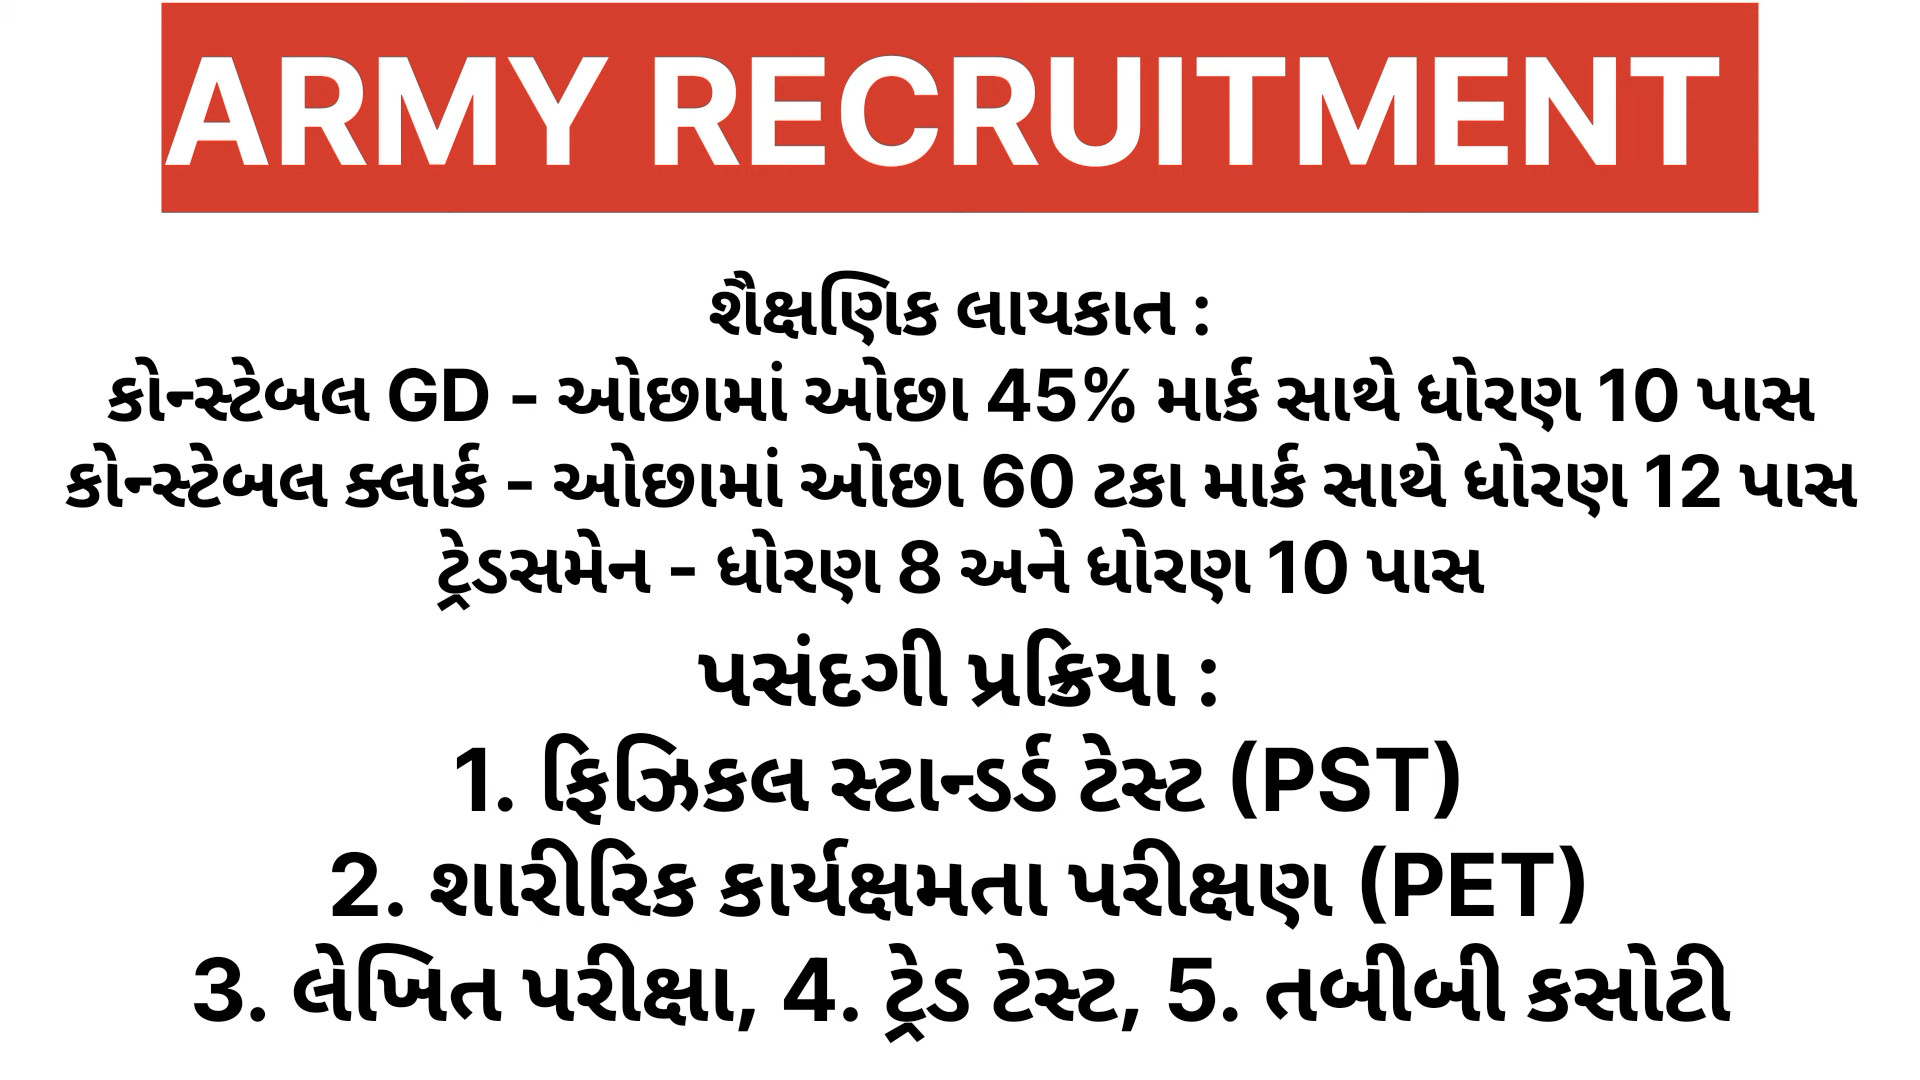 ARMY RECRUITMENT
શૈક્ષણિક લાયકાત :
કોન્સ્ટેબલ GD - ઓછામાં ઓછા 45% માર્ક સાથે ધોરણ 10 પાસ
કોન્સ્ટેબલ ક્લાર્ક - ઓછામાં ઓછા 60 ટકા માર્ક સાથે ધોરણ 12 પાસ
ટ્રેડસમેન - ધોરણ 8 અને ધોરણ 10 પાસ
પસંદગી પ્રક્રિયા :
1. ફિઝિકલ સ્ટાન્ડર્ડ ટેસ્ટ (PST)
2. શારીરિક કાર્યક્ષમતા પરીક્ષણ (PET)
3. લેખિત પરીક્ષા, 4. ટ્રેડ ટેસ્ટ, 5. તબીબી કસોટી